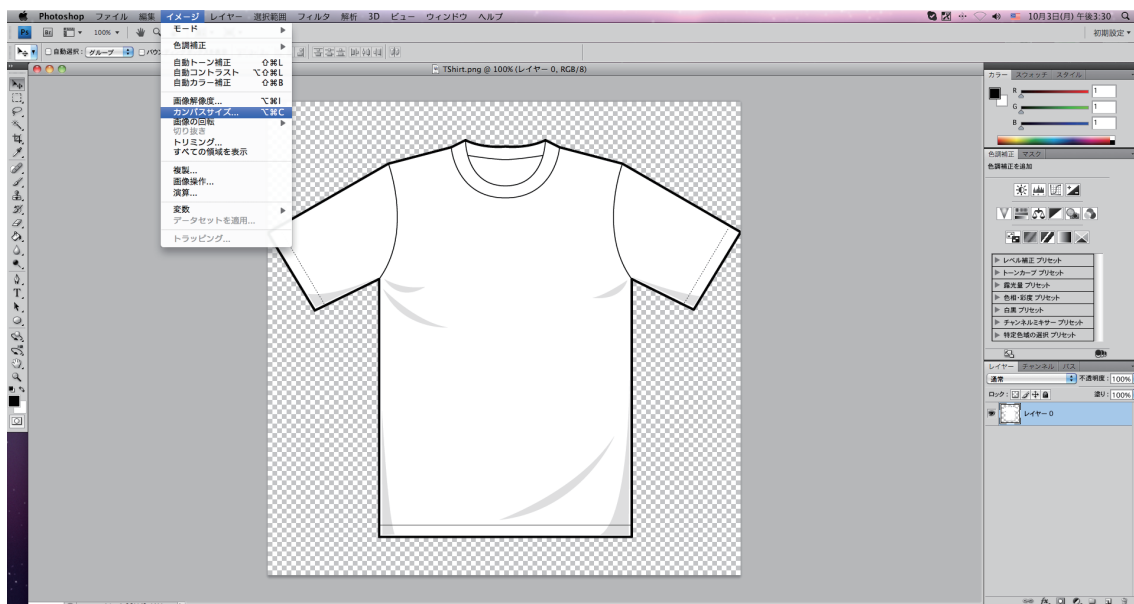 Photoshop ファイル 編集 イメージ レイヤー 選択範囲 フィルタ 解析 3D ビュー ウィンドウ ヘルプ 10月3日(月) 午後3:30
Ps Br 100% 初期設定
自動選択: グループ
TShirt.png @ 100% (レイヤー 0, RGB/8)
モード
色調補正
自動トーン補正 ⇧⌘L
自動コントラスト ⌥⇧⌘L
自動カラー補正 ⇧⌘B
画像解像度... ⌥⌘I
カンバスサイズ... ⌥⌘C
画像の回転
切り抜き
トリミング...
すべての領域を表示
複製...
画像操作...
演算...
変数
データセットを適用...
トラッピング...
カラー スウォッチ スタイル
R 1
G 1
B 1
色調補正 マスク
色調補正を追加
レベル補正 プリセット
トーンカーブ プリセット
露光量 プリセット
色相・彩度 プリセット
白黒 プリセット
チャンネルミキサー プリセット
特定色域の選択 プリセット
レイヤー チャンネル パス
通常 不透明度: 100%
ロック: 塗り: 100%
レイヤー 0